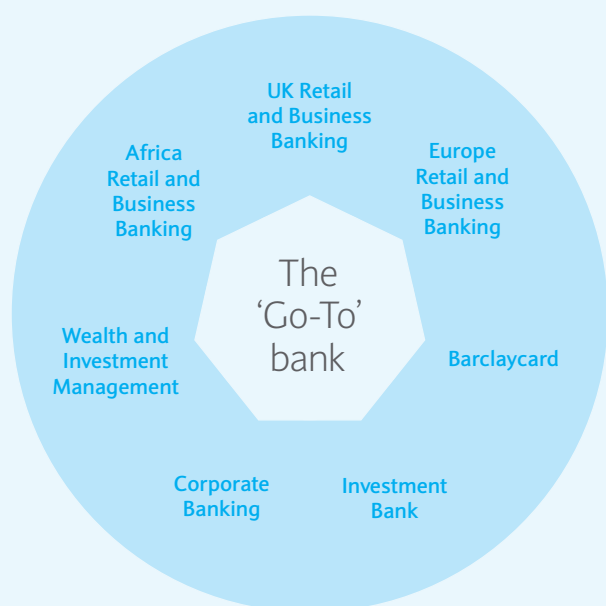 UK Retail
and Business
Banking
Europe
Retail and
Business
Banking
Barclaycard
Investment
Bank
Corporate
Banking
Wealth and
Investment
Management
Africa
Retail and
Business
Banking
The
‘Go-To’
bank